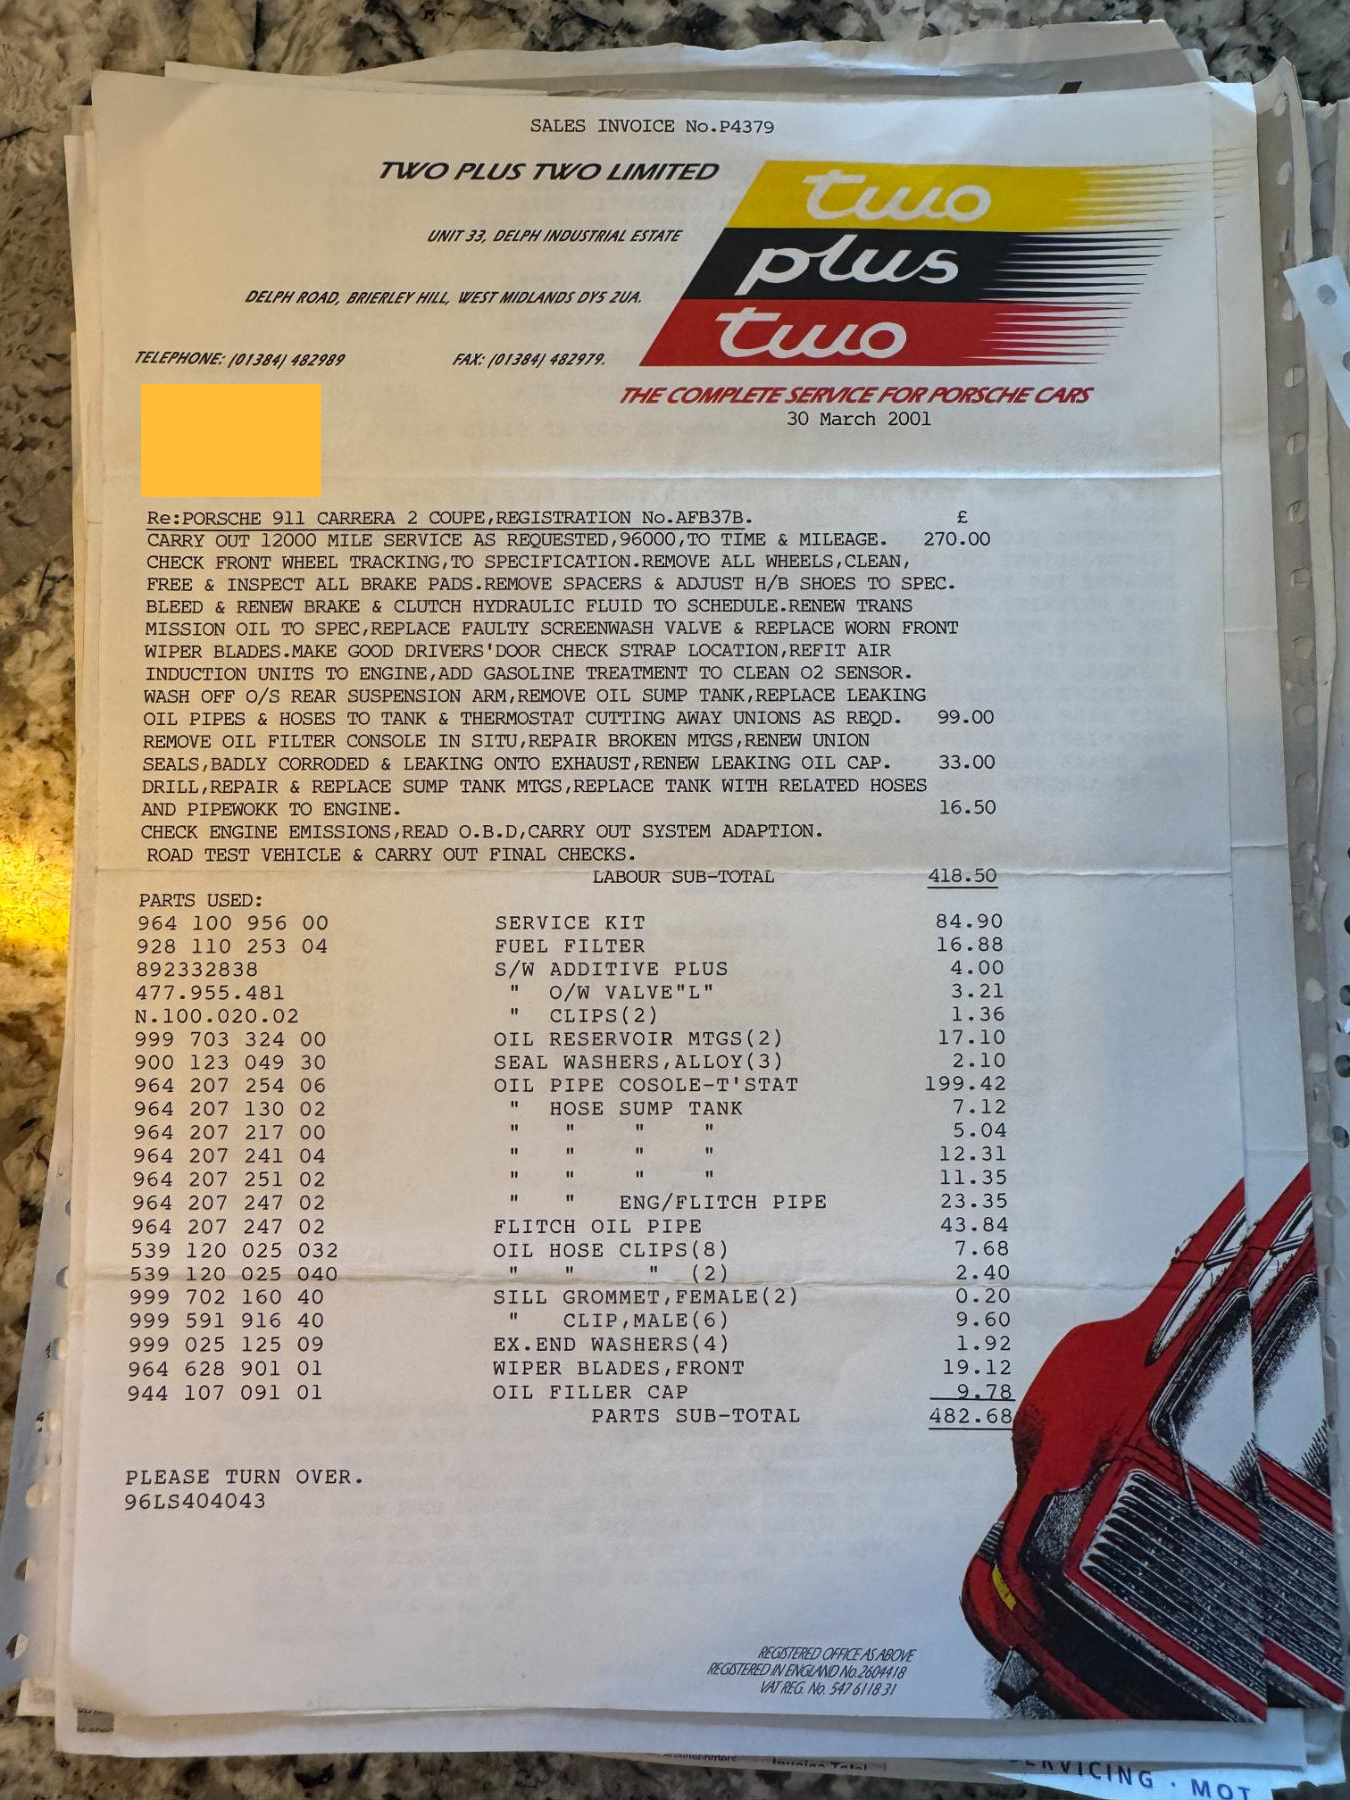 SALES INVOICE No.P4379
TWO PLUS TWO LIMITED
two
plus
two
UNIT 33, DELPH INDUSTRIAL ESTATE
DELPH ROAD, BRIERLEY HILL, WEST MIDLANDS DY5 2UA.
TELEPHONE: (01384) 482989 FAX: (01384) 482979.
THE COMPLETE SERVICE FOR PORSCHE CARS
30 March 2001
Re:PORSCHE 911 CARRERA 2 COUPE,REGISTRATION No.AFB37B. £
CARRY OUT 12000 MILE SERVICE AS REQUESTED,96000,TO TIME & MILEAGE. 270.00
CHECK FRONT WHEEL TRACKING,TO SPECIFICATION.REMOVE ALL WHEELS,CLEAN,
FREE & INSPECT ALL BRAKE PADS.REMOVE SPACERS & ADJUST H/B SHOES TO SPEC.
BLEED & RENEW BRAKE & CLUTCH HYDRAULIC FLUID TO SCHEDULE.RENEW TRANS
MISSION OIL TO SPEC,REPLACE FAULTY SCREENWASH VALVE & REPLACE WORN FRONT
WIPER BLADES.MAKE GOOD DRIVERS'DOOR CHECK STRAP LOCATION,REFIT AIR
INDUCTION UNITS TO ENGINE,ADD GASOLINE TREATMENT TO CLEAN O2 SENSOR.
WASH OFF O/S REAR SUSPENSION ARM,REMOVE OIL SUMP TANK,REPLACE LEAKING
OIL PIPES & HOSES TO TANK & THERMOSTAT CUTTING AWAY UNIONS AS REQD. 99.00
REMOVE OIL FILTER CONSOLE IN SITU,REPAIR BROKEN MTGS,RENEW UNION
SEALS,BADLY CORRODED & LEAKING ONTO EXHAUST,RENEW LEAKING OIL CAP. 33.00
DRILL,REPAIR & REPLACE SUMP TANK MTGS,REPLACE TANK WITH RELATED HOSES
AND PIPEWOKK TO ENGINE. 16.50
CHECK ENGINE EMISSIONS,READ O.B.D,CARRY OUT SYSTEM ADAPTION.
ROAD TEST VEHICLE & CARRY OUT FINAL CHECKS.
LABOUR SUB-TOTAL 418.50
PARTS USED:
964 100 956 00 SERVICE KIT 84.90
928 110 253 04 FUEL FILTER 16.88
892332838 S/W ADDITIVE PLUS 4.00
477.955.481 " O/W VALVE"L" 3.21
N.100.020.02 " CLIPS(2) 1.36
999 703 324 00 OIL RESERVOIR MTGS(2) 17.10
900 123 049 30 SEAL WASHERS,ALLOY(3) 2.10
964 207 254 06 OIL PIPE COSOLE-T'STAT 199.42
964 207 130 02 " HOSE SUMP TANK 7.12
964 207 217 00 " " " " 5.04
964 207 241 04 " " " " 12.31
964 207 251 02 " " " " 11.35
964 207 247 02 " " ENG/FLITCH PIPE 23.35
964 207 247 02 FLITCH OIL PIPE 43.84
539 120 025 032 OIL HOSE CLIPS(8) 7.68
539 120 025 040 " " " (2) 2.40
999 702 160 40 SILL GROMMET,FEMALE(2) 0.20
999 591 916 40 " CLIP,MALE(6) 9.60
999 025 125 09 EX.END WASHERS(4) 1.92
964 628 901 01 WIPER BLADES,FRONT 19.12
944 107 091 01 OIL FILLER CAP 9.78
PARTS SUB-TOTAL 482.68
PLEASE TURN OVER.
96LS404043
REGISTERED OFFICE AS ABOVE
REGISTERED IN ENGLAND No.2604418
VAT REG. No. 547 6118 31
Invoice Total
SERVICING · MOT